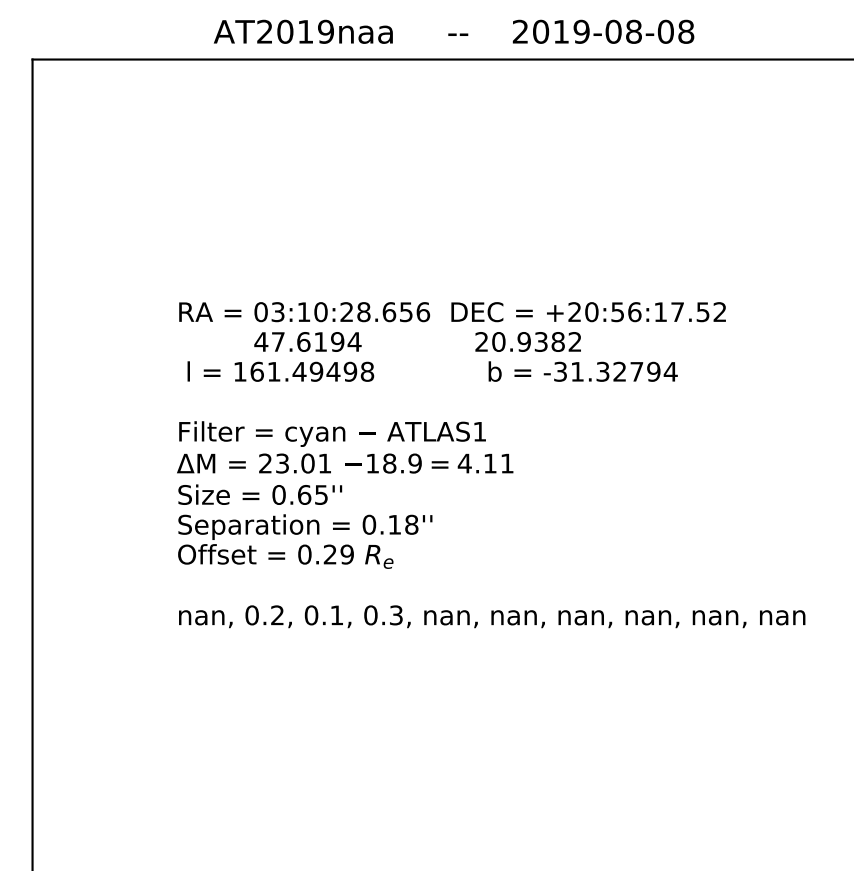 AT2019naa -- 2019-08-08
RA = 03:10:28.656 DEC = +20:56:17.52
47.6194 20.9382
l = 161.49498 b = -31.32794
Filter = cyan − ATLAS1
ΔM = 23.01 −18.9 = 4.11
Size = 0.65''
Separation = 0.18''
Offset = 0.29 Rₑ
nan, 0.2, 0.1, 0.3, nan, nan, nan, nan, nan, nan